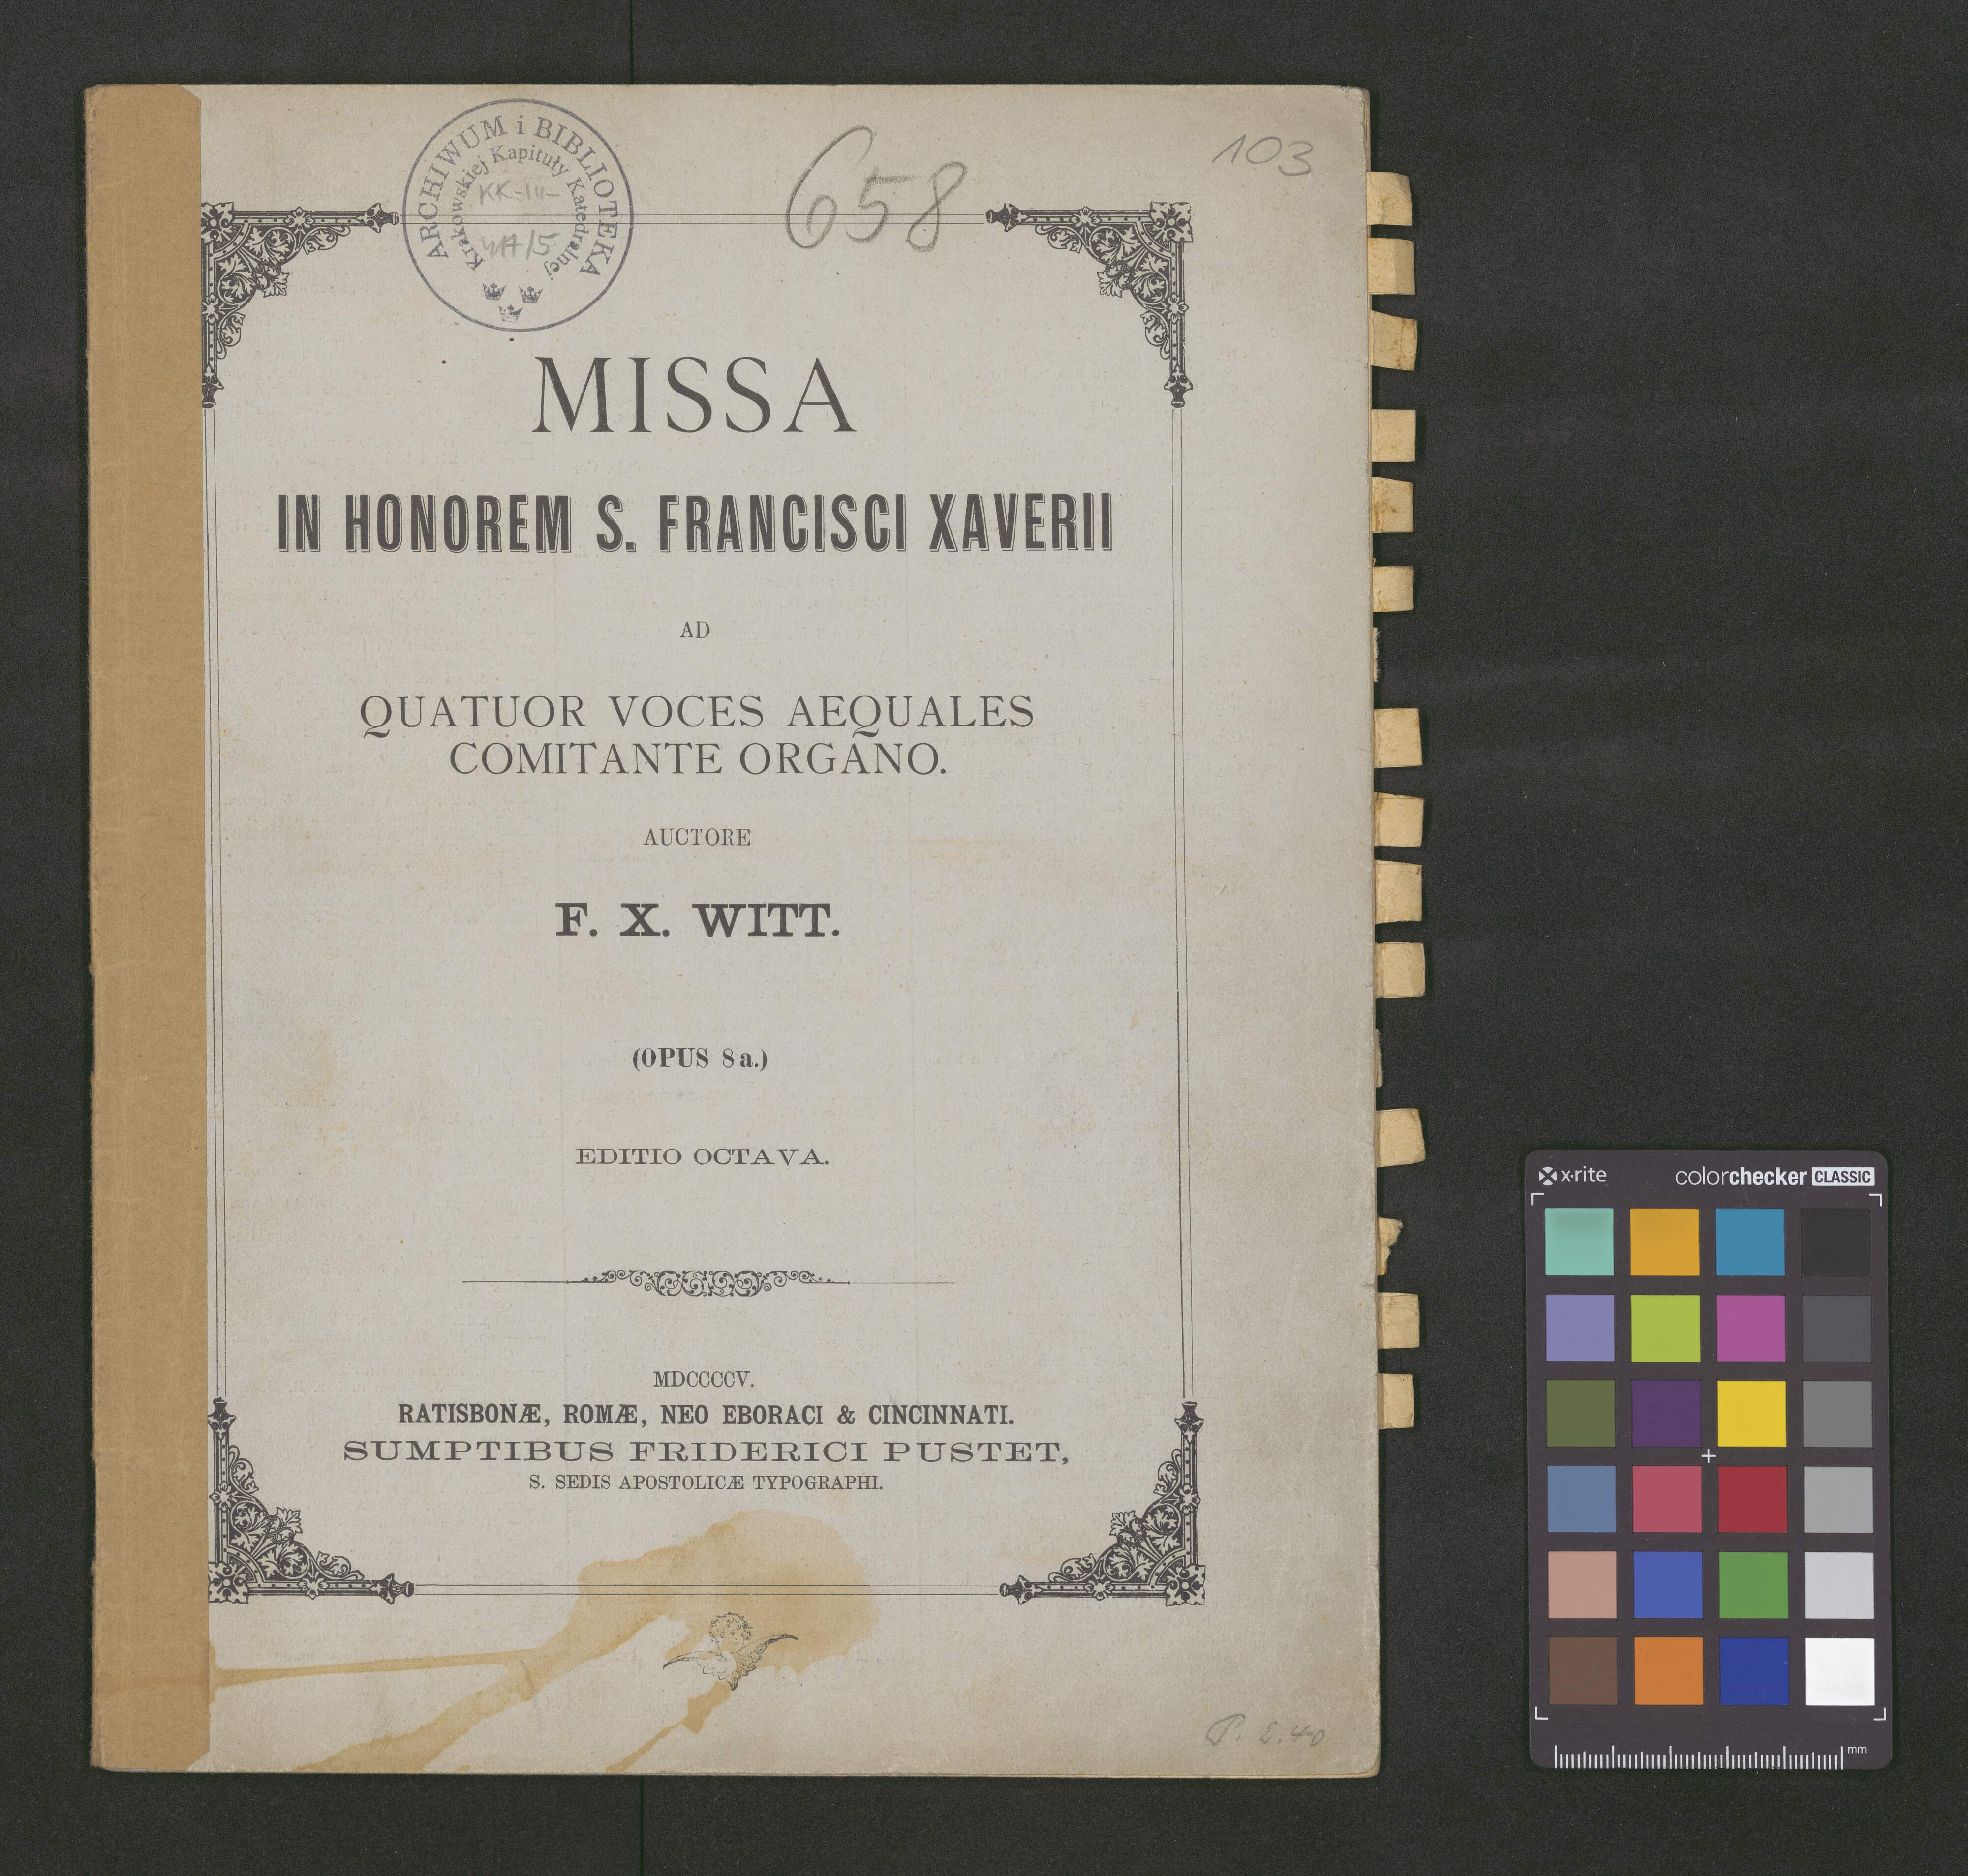 ARCHIWUM i BIBLIOTEKA
Krakowskiej Kapituły Katedralnej
KK-III-
658
103
MISSA
IN HONOREM S. FRANCISCI XAVERII
AD
QUATUOR VOCES AEQUALES
COMITANTE ORGANO.
AUCTORE
F. X. WITT.
(OPUS 8a.)
EDITIO OCTAVA.
MDCCCCV.
RATISBONÆ, ROMÆ, NEO EBORACI & CINCINNATI.
SUMPTIBUS FRIDERICI PUSTET,
S. SEDIS APOSTOLICÆ TYPOGRAPHI.
x-rite colorchecker CLASSIC
mm